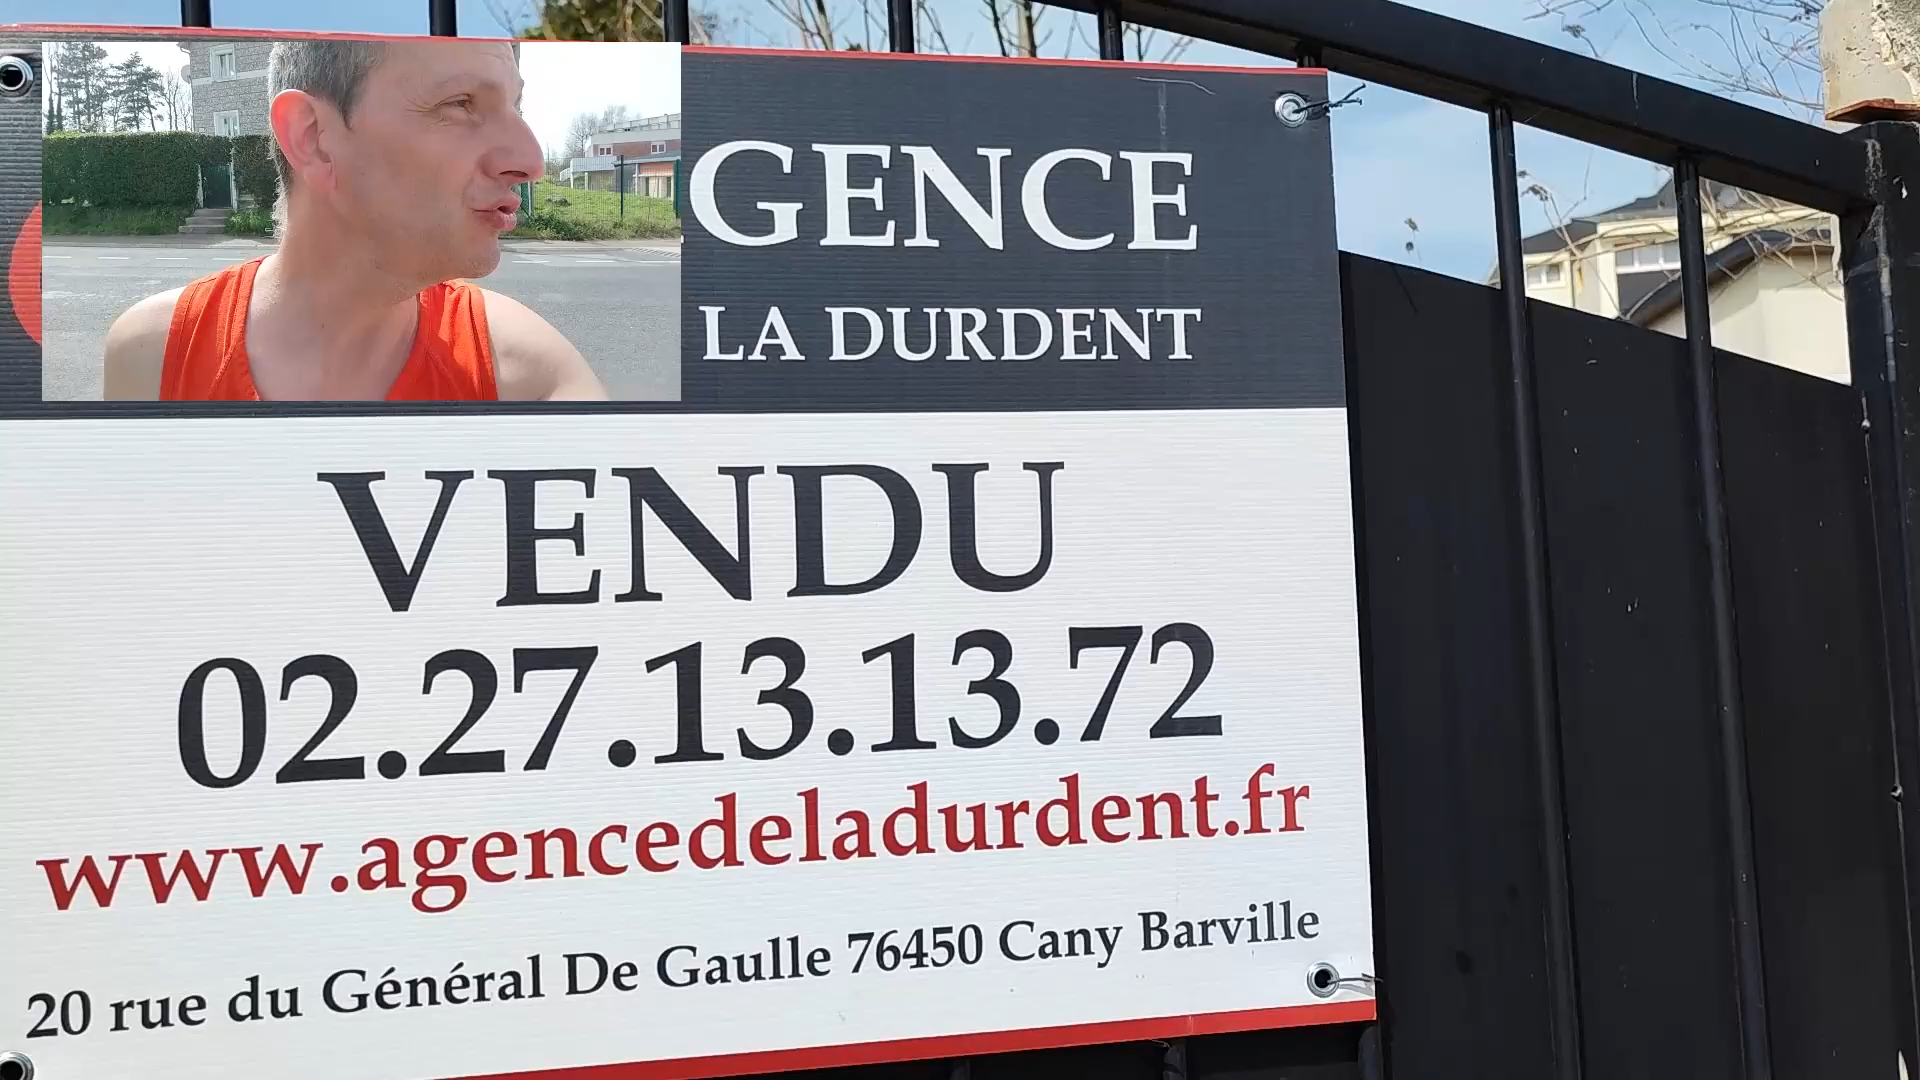 GENCE
LA DURDENT
VENDU
02.27.13.13.72
www.agencedeladurdent.fr
20 rue du Général De Gaulle 76450 Cany Barville